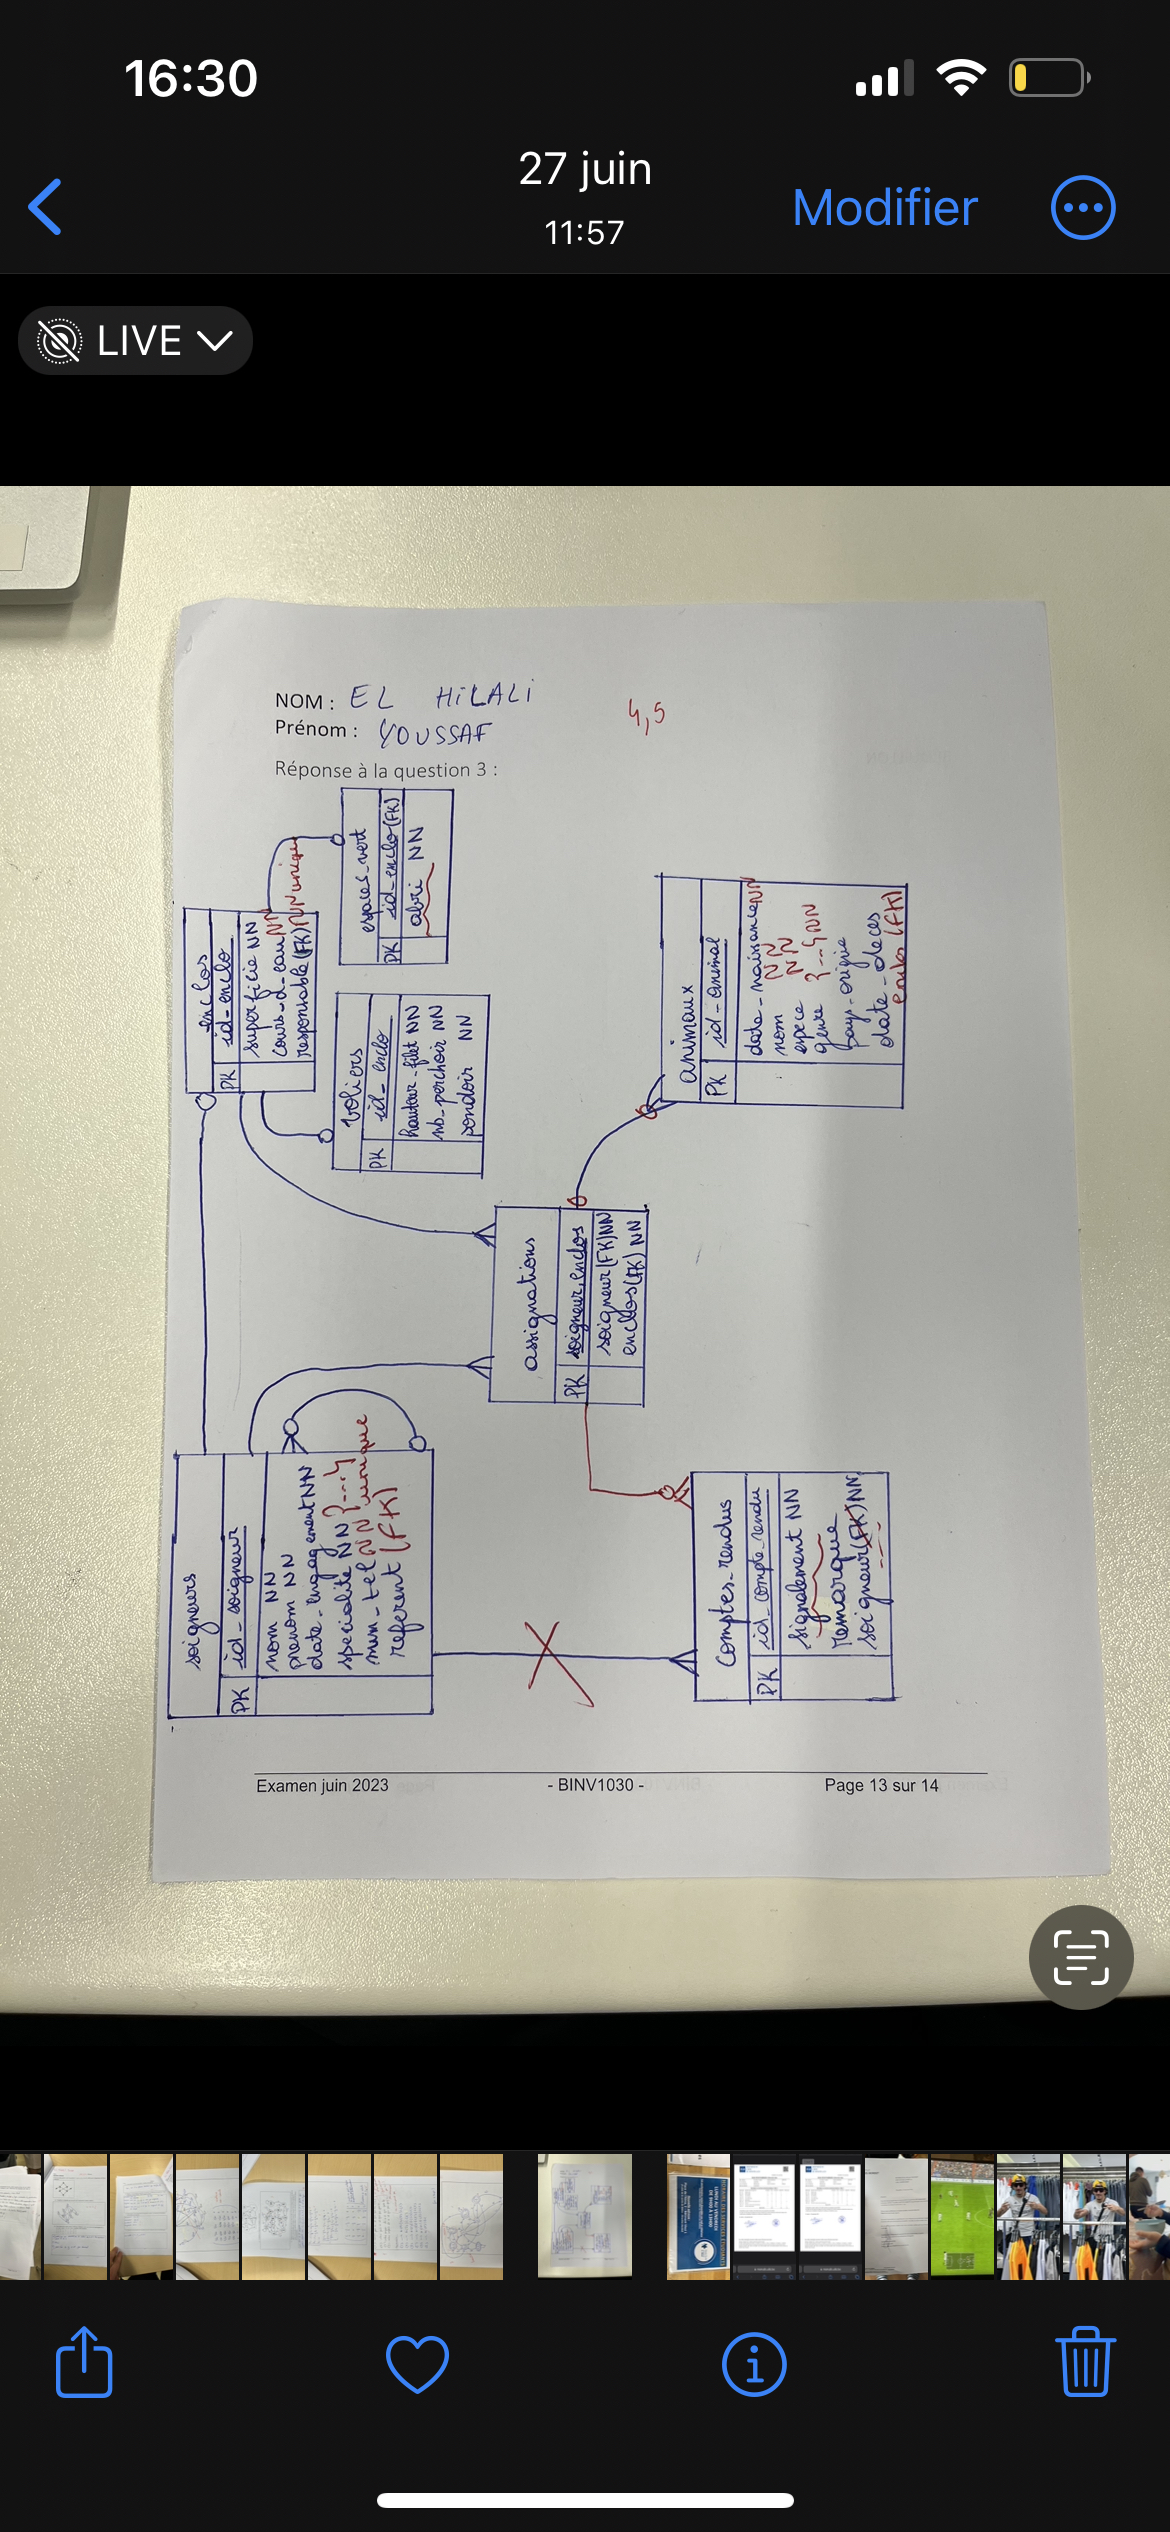 16:30
27 juin
11:57
Modifier
LIVE
NOM : EL HILALI
Prénom : YOUSSAF
Réponse à la question 3 :
4,5
soigneurs
PK id_soigneur
nom NN
prenom NN
date_engagement NN
specialite NN {...}
num_tel NN unique
referent (FK)
enclos
PK id_enclo
superficie NN
cours_d_eau NN
responsable (FK) NN unique
voliers
PK id_enclo
hauteur_filet NN
nb_perchoir NN
pondoir NN
espaces_vert
PK id_enclo (FK)
abri NN
assignations
PK soigneur, enclos
soigneur (FK) NN
enclos (FK) NN
comptes_rendus
PK id_compte_rendu
signalement NN
remarque
soigneur (FK) NN
animaux
PK id_animal
date_naissance NN
nom NN
espece NN
genre {...} NN
pays_origie
date_deces
enclos (FK)
Examen juin 2023 - BINV1030 - Page 13 sur 14